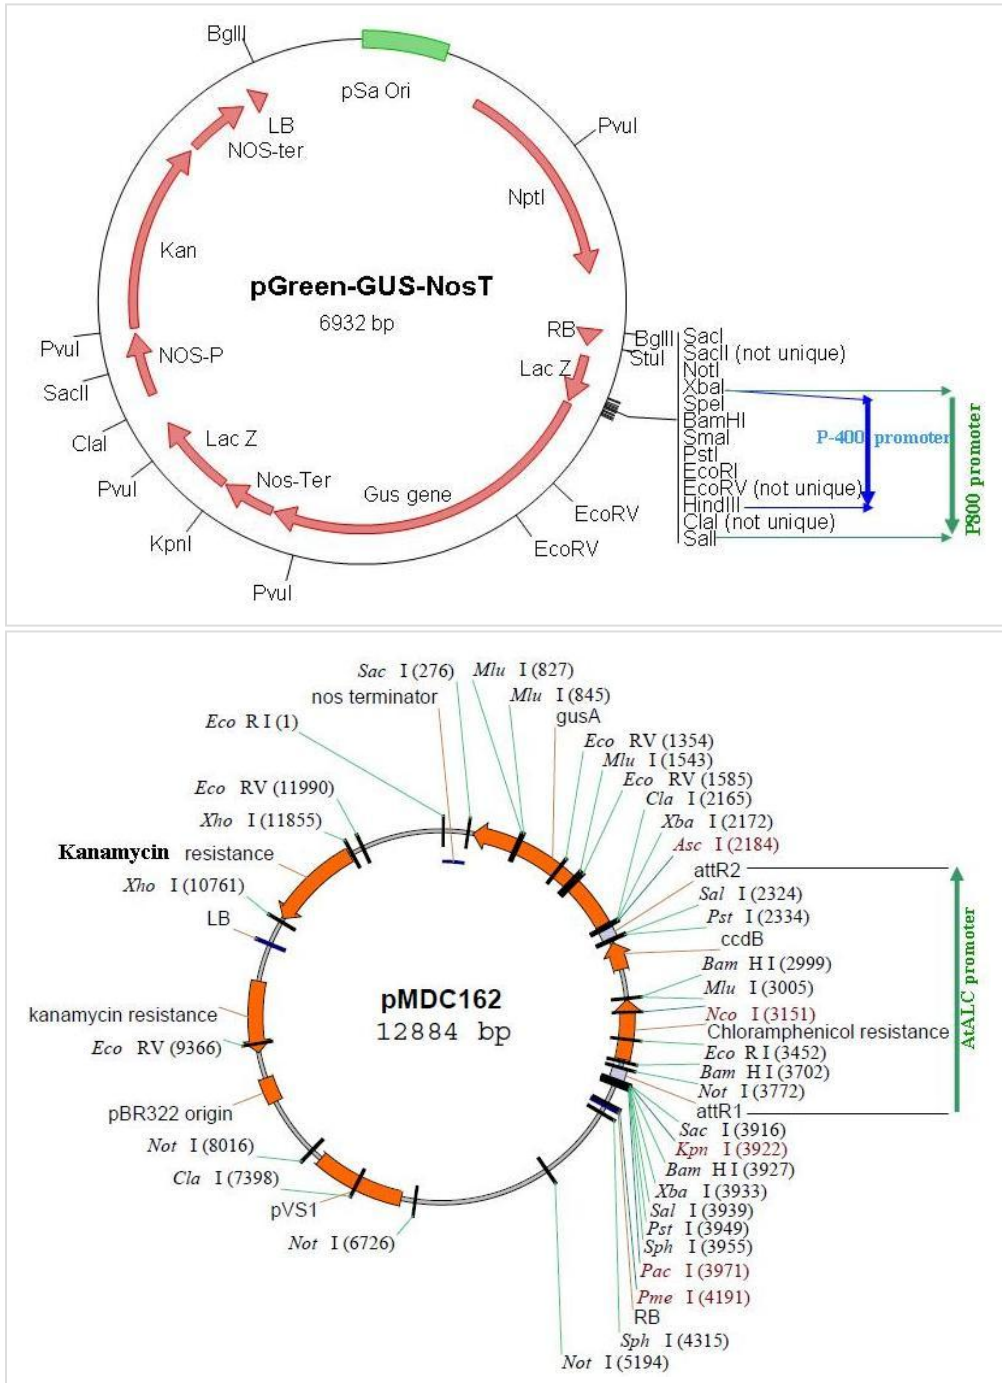 BglII
pSa Ori
LB
NOS-ter
PvuI
NptI
Kan
pGreen-GUS-NosT
6932 bp
RB
BglII
StuI
Lac Z
PvuI
NOS-P
SacII
ClaI
Lac Z
PvuI
Nos-Ter
Gus gene
KpnI
EcoRV
EcoRV
PvuI
SacI
SacII (not unique)
NotI
XbaI
SpeI
BamHI
SmaI
PstI
EcoRI
EcoRV (not unique)
HindIII
ClaI (not unique)
SalI
P-400 promoter
P800 promoter
Sac I (276)
Mlu I (827)
nos terminator
Mlu I (845)
gusA
Eco R I (1)
Eco RV (1354)
Mlu I (1543)
Eco RV (11990)
Eco RV (1585)
Cla I (2165)
Xho I (11855)
Xba I (2172)
Asc I (2184)
Kanamycin resistance
attR2
Xho I (10761)
Sal I (2324)
Pst I (2334)
LB
ccdB
Bam H I (2999)
Mlu I (3005)
pMDC162
12884 bp
kanamycin resistance
Nco I (3151)
Chloramphenicol resistance
Eco RV (9366)
Eco R I (3452)
Bam H I (3702)
Not I (3772)
pBR322 origin
attR1
AtALC promoter
Sac I (3916)
Not I (8016)
Kpn I (3922)
Bam H I (3927)
Cla I (7398)
Xba I (3933)
pVS1
Sal I (3939)
Pst I (3949)
Not I (6726)
Sph I (3955)
Pac I (3971)
Pme I (4191)
RB
Sph I (4315)
Not I (5194)